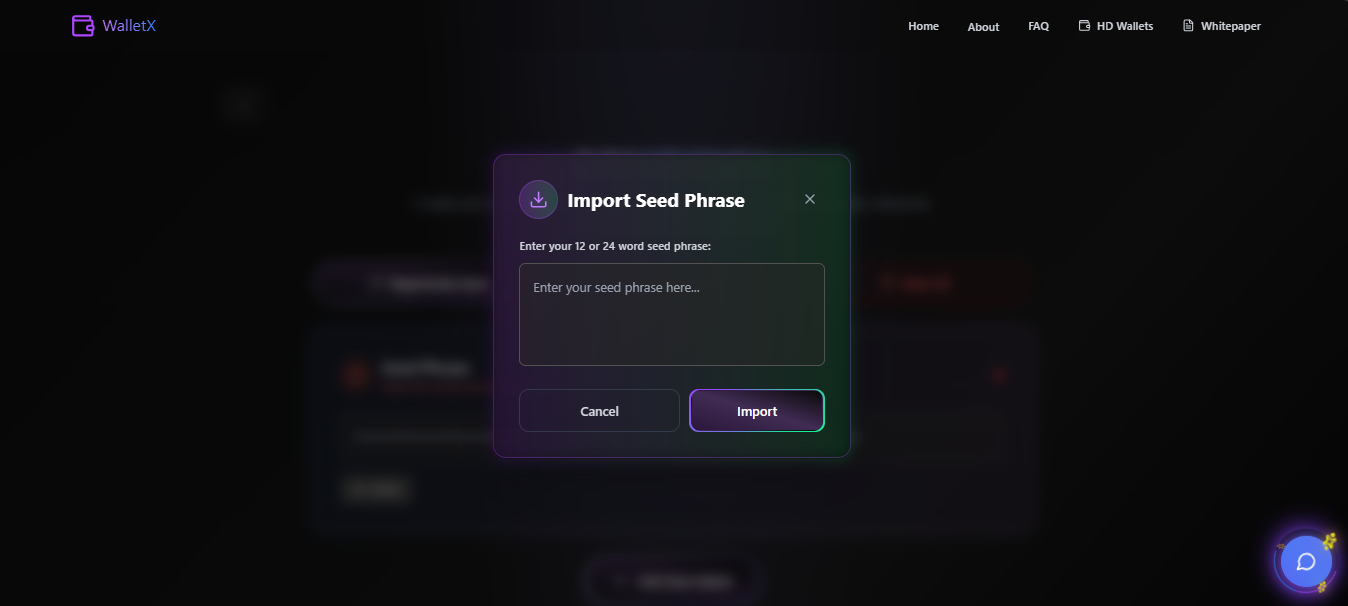 WalletX
Home About FAQ HD Wallets Whitepaper
Import Seed Phrase
Enter your 12 or 24 word seed phrase:
Enter your seed phrase here...
Cancel Import